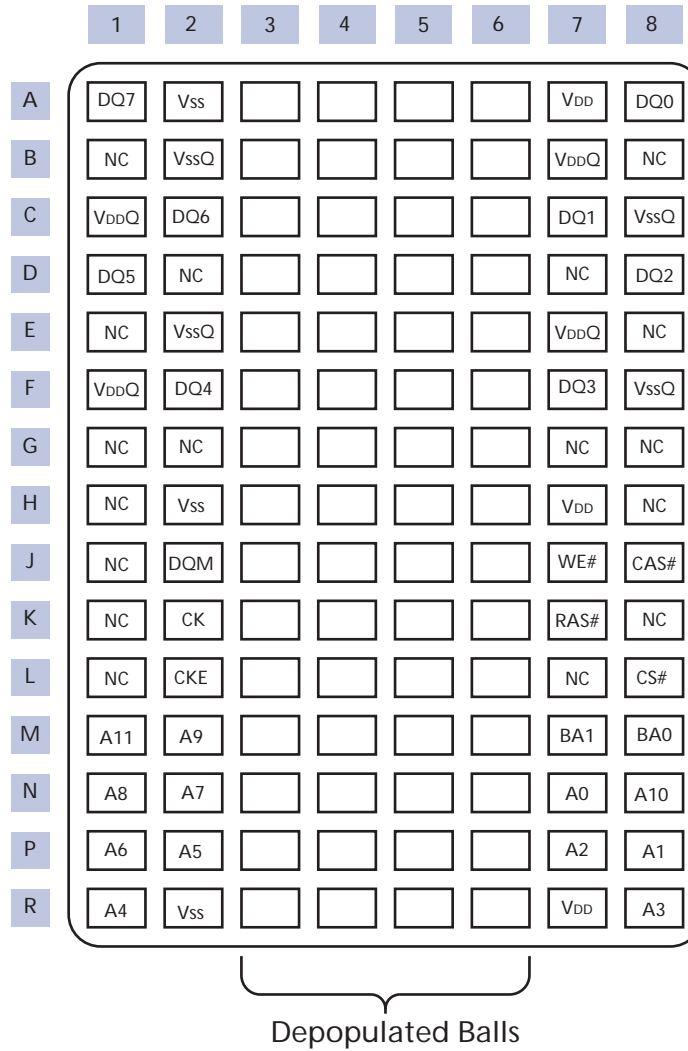 1 2 3 4 5 6 7 8
A DQ7 Vss VDD DQ0
B NC VssQ VDDQ NC
C VDDQ DQ6 DQ1 VssQ
D DQ5 NC NC DQ2
E NC VssQ VDDQ NC
F VDDQ DQ4 DQ3 VssQ
G NC NC NC NC
H NC Vss VDD NC
J NC DQM WE# CAS#
K NC CK RAS# NC
L NC CKE NC CS#
M A11 A9 BA1 BA0
N A8 A7 A0 A10
P A6 A5 A2 A1
R A4 Vss VDD A3
Depopulated Balls